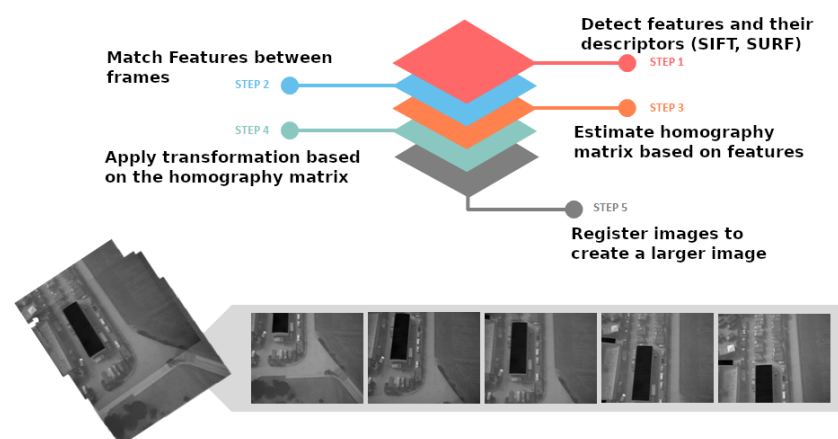 Detect features and their
descriptors (SIFT, SURF)
STEP 1
Match Features between
frames
STEP 2
STEP 3
Estimate homography
matrix based on features
STEP 4
Apply transformation based
on the homography matrix
STEP 5
Register images to
create a larger image